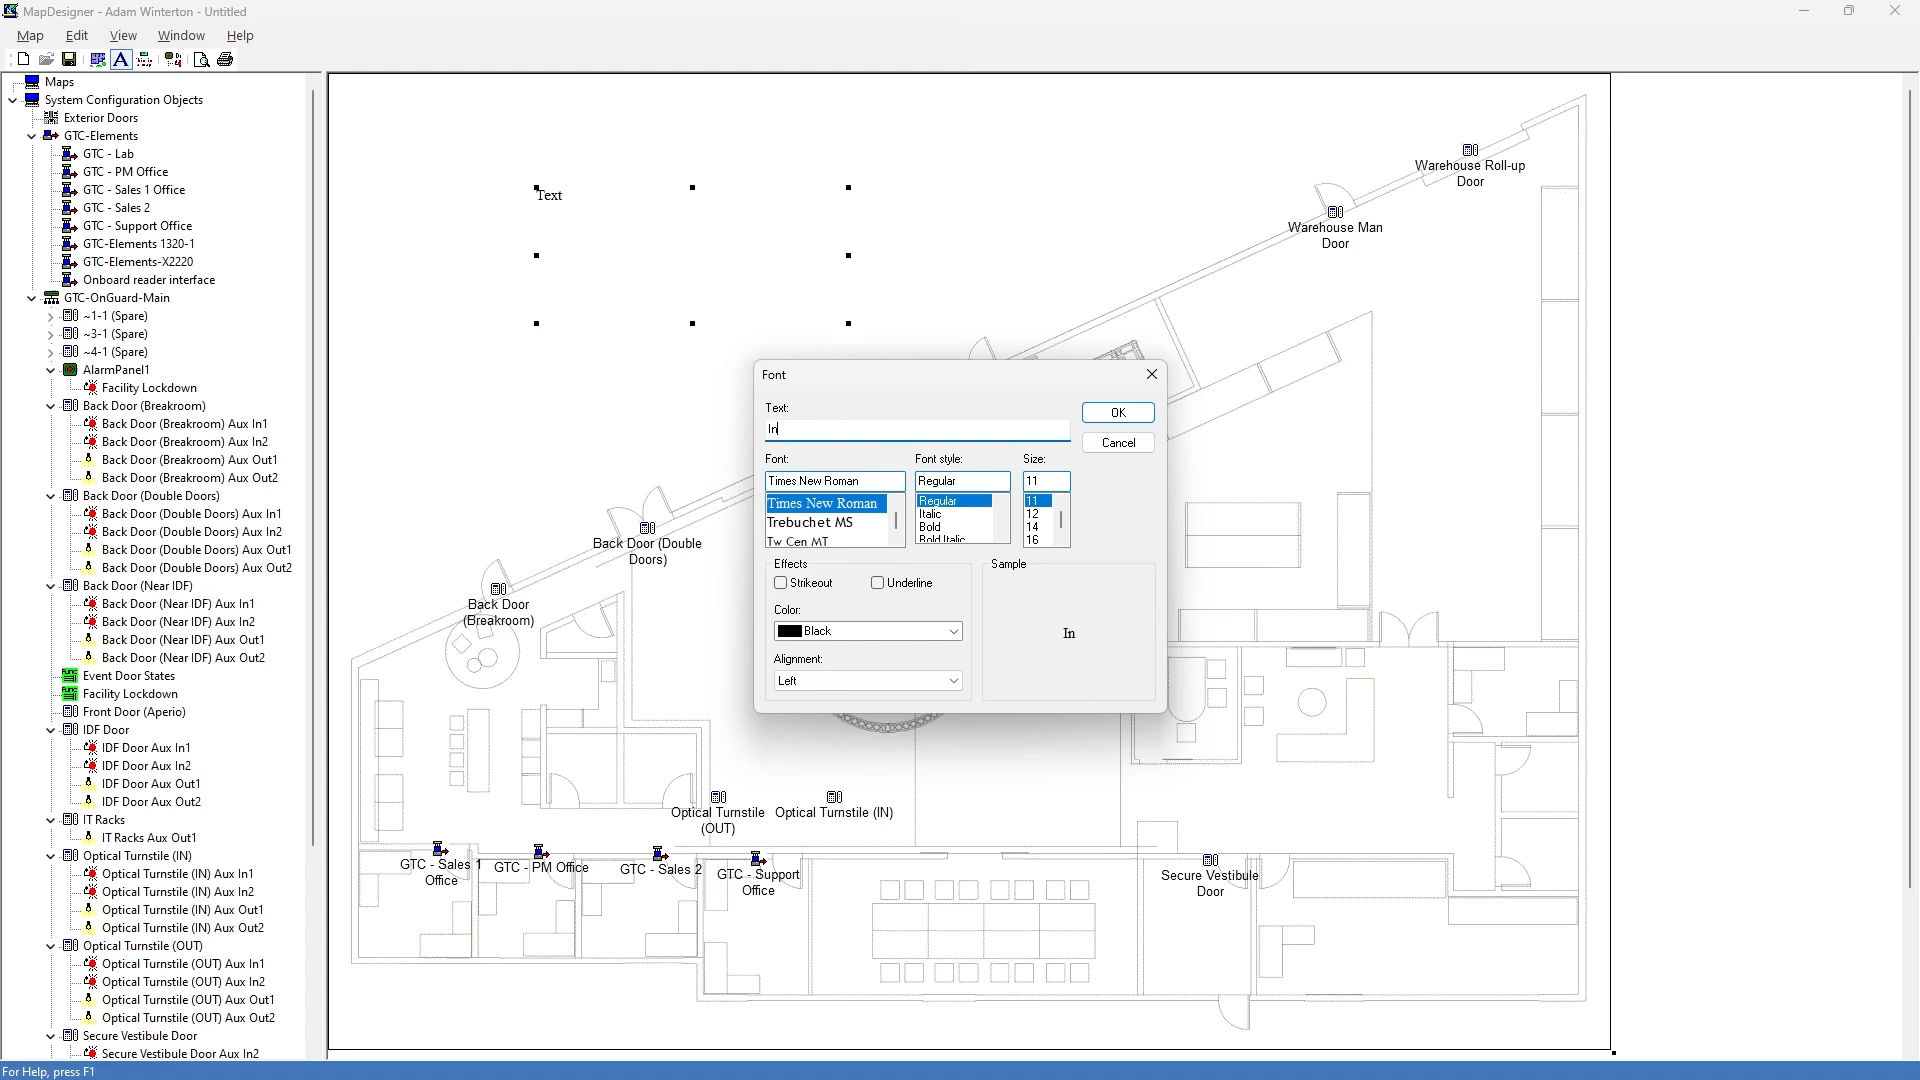 MapDesigner - Adam Winterton - Untitled
Map Edit View Window Help
Maps
System Configuration Objects
Exterior Doors
GTC-Elements
GTC - Lab
GTC - PM Office
GTC - Sales 1 Office
GTC - Sales 2
GTC - Support Office
GTC-Elements 1320-1
GTC-Elements-X2220
Onboard reader interface
GTC-OnGuard-Main
~1-1 (Spare)
~3-1 (Spare)
~4-1 (Spare)
AlarmPanel1
Facility Lockdown
Back Door (Breakroom)
Back Door (Breakroom) Aux In1
Back Door (Breakroom) Aux In2
Back Door (Breakroom) Aux Out1
Back Door (Breakroom) Aux Out2
Back Door (Double Doors)
Back Door (Double Doors) Aux In1
Back Door (Double Doors) Aux In2
Back Door (Double Doors) Aux Out1
Back Door (Double Doors) Aux Out2
Back Door (Near IDF)
Back Door (Near IDF) Aux In1
Back Door (Near IDF) Aux In2
Back Door (Near IDF) Aux Out1
Back Door (Near IDF) Aux Out2
Event Door States
Facility Lockdown
Front Door (Aperio)
IDF Door
IDF Door Aux In1
IDF Door Aux In2
IDF Door Aux Out1
IDF Door Aux Out2
IT Racks
IT Racks Aux Out1
Optical Turnstile (IN)
Optical Turnstile (IN) Aux In1
Optical Turnstile (IN) Aux In2
Optical Turnstile (IN) Aux Out1
Optical Turnstile (IN) Aux Out2
Optical Turnstile (OUT)
Optical Turnstile (OUT) Aux In1
Optical Turnstile (OUT) Aux In2
Optical Turnstile (OUT) Aux Out1
Optical Turnstile (OUT) Aux Out2
Secure Vestibule Door
Secure Vestibule Door Aux In2
Text
Warehouse Roll-up
Door
Warehouse Man
Door
Back Door (Double
Doors)
Back Door
(Breakroom)
Font
Text:
In
OK
Cancel
Font:
Times New Roman
Times New Roman
Trebuchet MS
Tw Cen MT
Font style:
Regular
Regular
Italic
Bold
Bold Italic
Size:
11
11
12
14
16
Effects
Strikeout
Underline
Color:
Black
Alignment:
Left
Sample
In
Optical Turnstile
(OUT)
Optical Turnstile (IN)
GTC - Sales 1
Office
GTC - PM Office
GTC - Sales 2
GTC - Support
Office
Secure Vestibule
Door
For Help, press F1